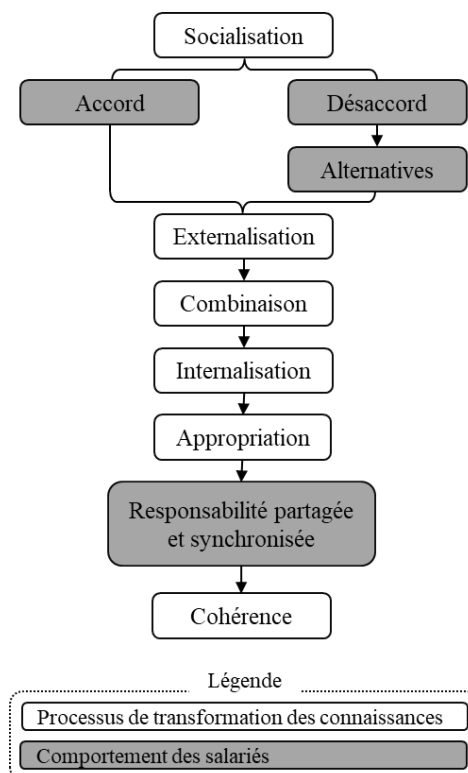 Socialisation
Accord
Désaccord
Alternatives
Externalisation
Combinaison
Internalisation
Appropriation
Responsabilité partagée
et synchronisée
Cohérence
Légende
Processus de transformation des connaissances
Comportement des salariés